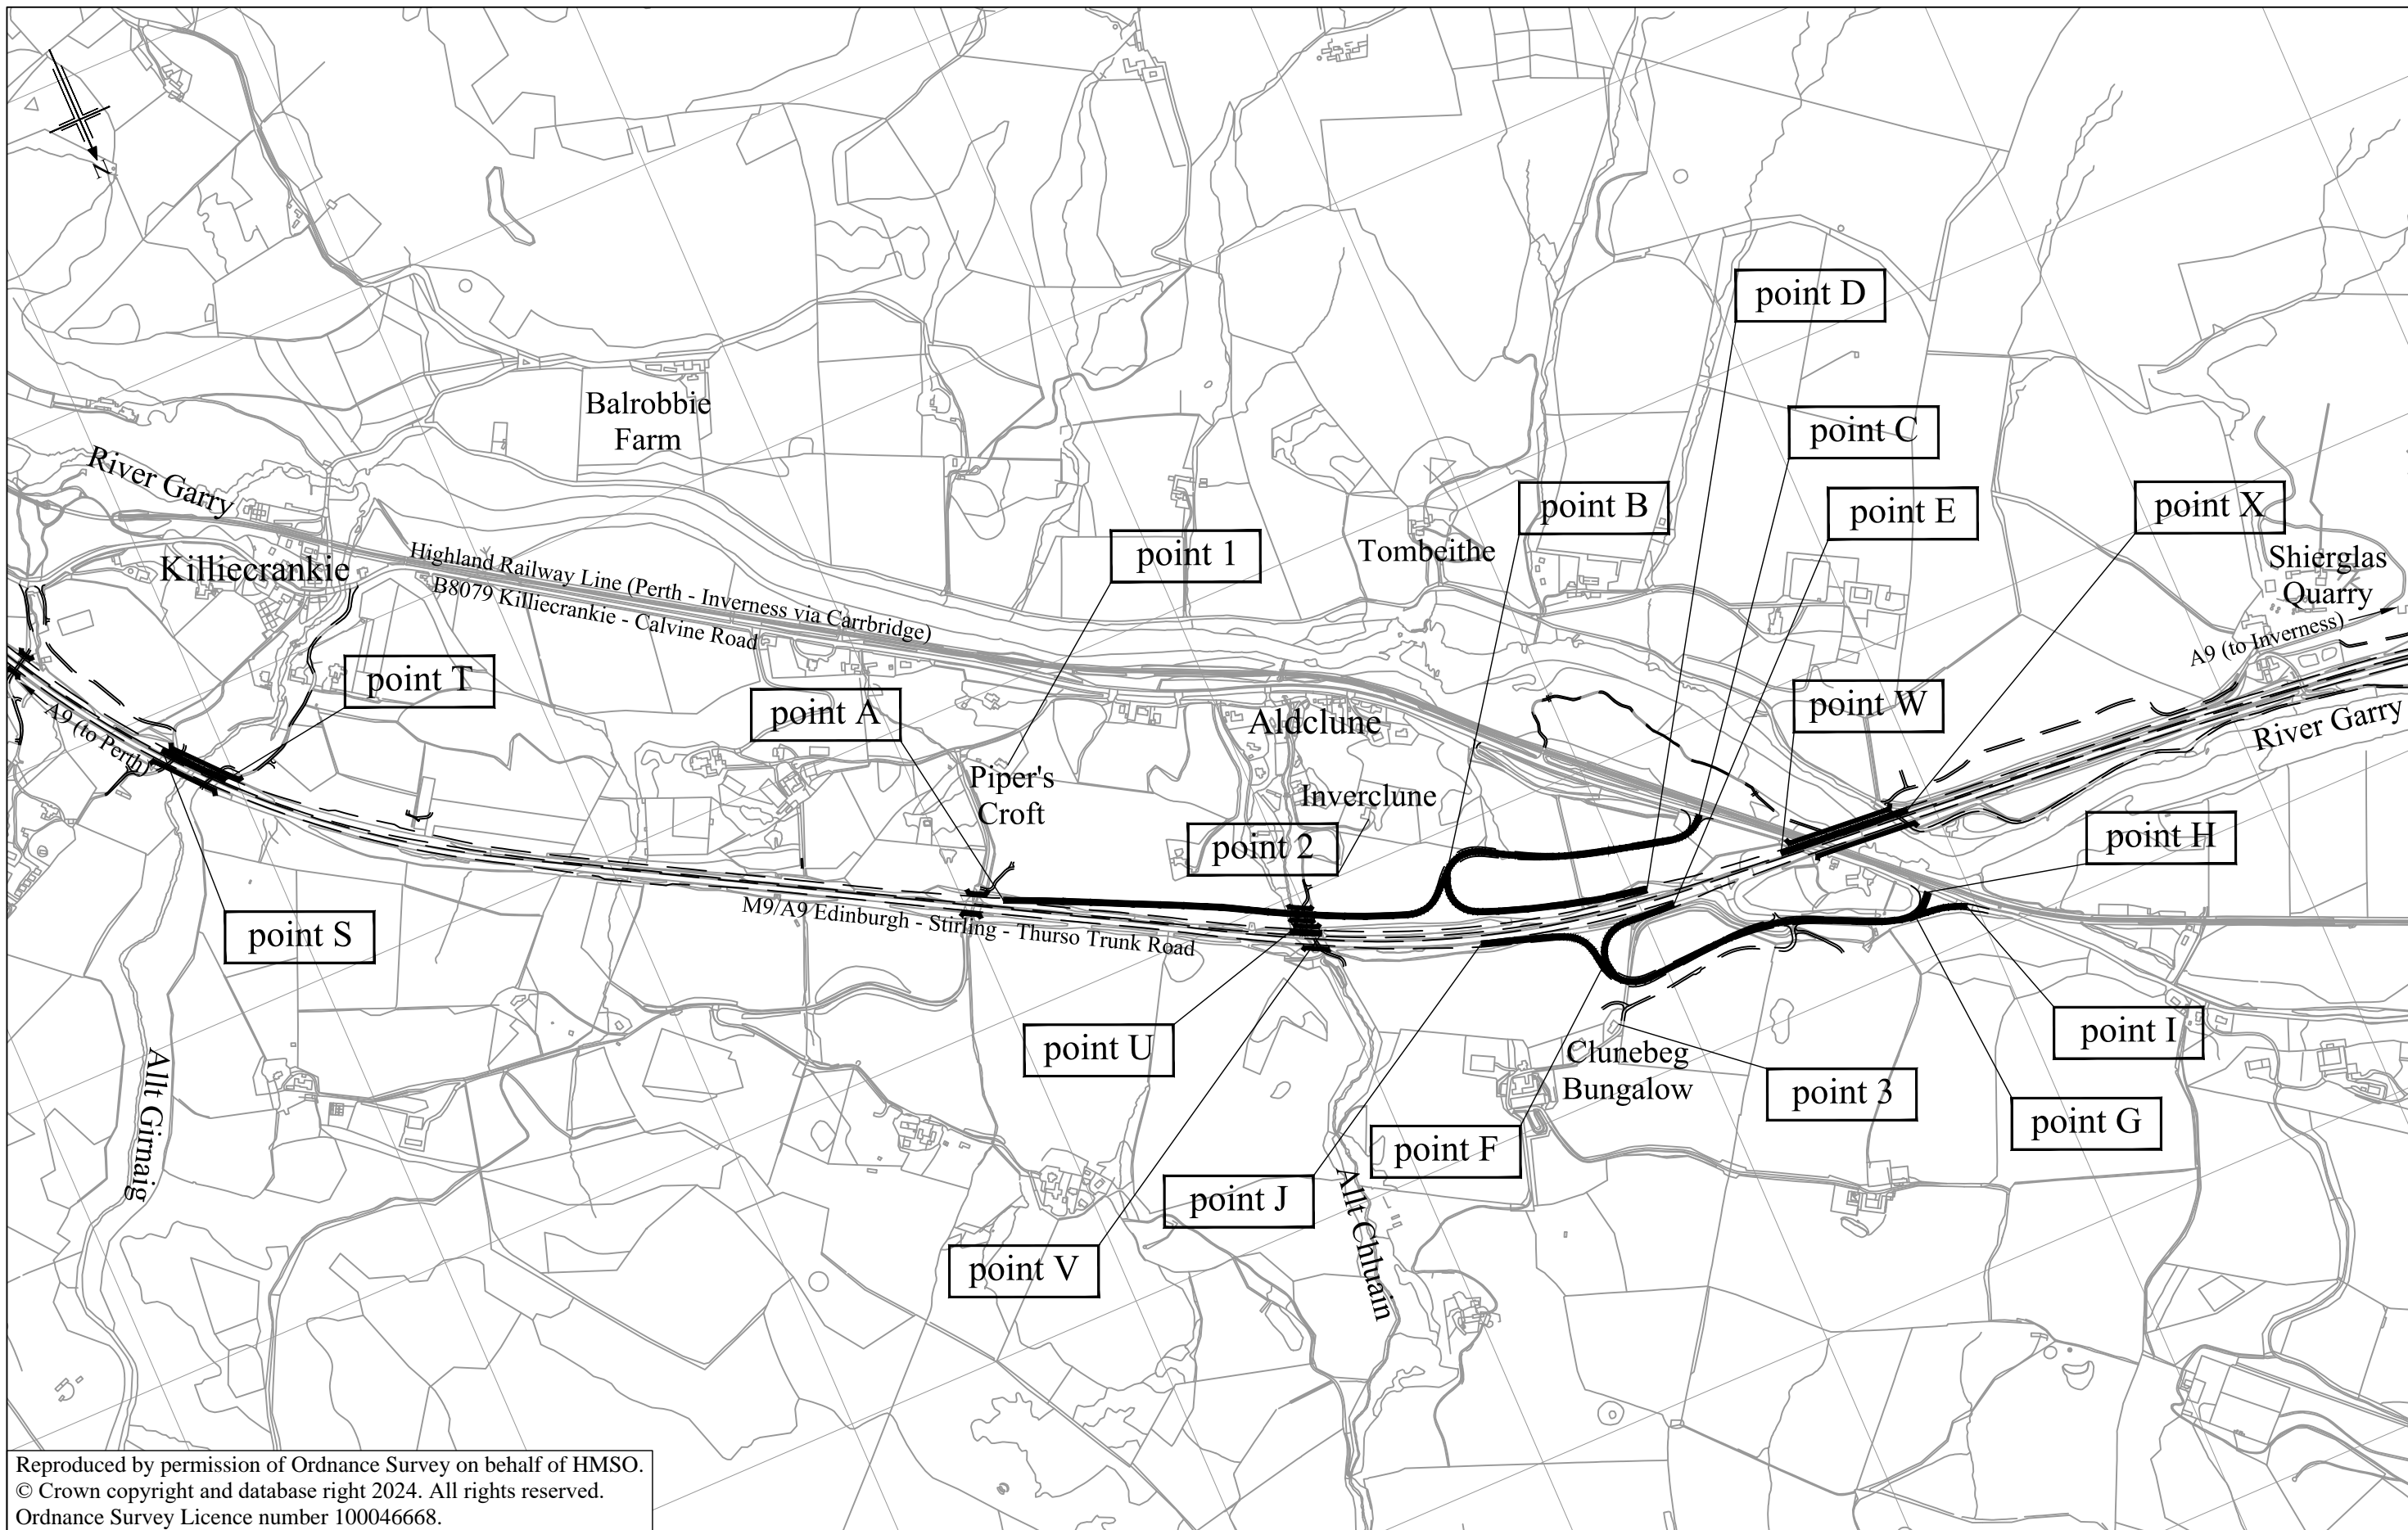 N
point D
Balrobbie
Farm
point C
River Garry
point B
point E
point X
point 1
Tombeithe
Killiecrankie
Highland Railway Line (Perth - Inverness via Carrbridge)
B8079 Killiecrankie - Calvine Road
Shierglas
Quarry
A9 (to Inverness)
point T
point A
point W
Aldclune
River Garry
A9 (to Perth)
Piper's
Croft
Inverclune
point 2
point H
M9/A9 Edinburgh - Stirling - Thurso Trunk Road
point S
point U
point I
Clunebeg
Bungalow
point 3
point G
Allt Girnaig
point F
point J
Allt Chluain
point V
Reproduced by permission of Ordnance Survey on behalf of HMSO.
© Crown copyright and database right 2024. All rights reserved.
Ordnance Survey Licence number 100046668.